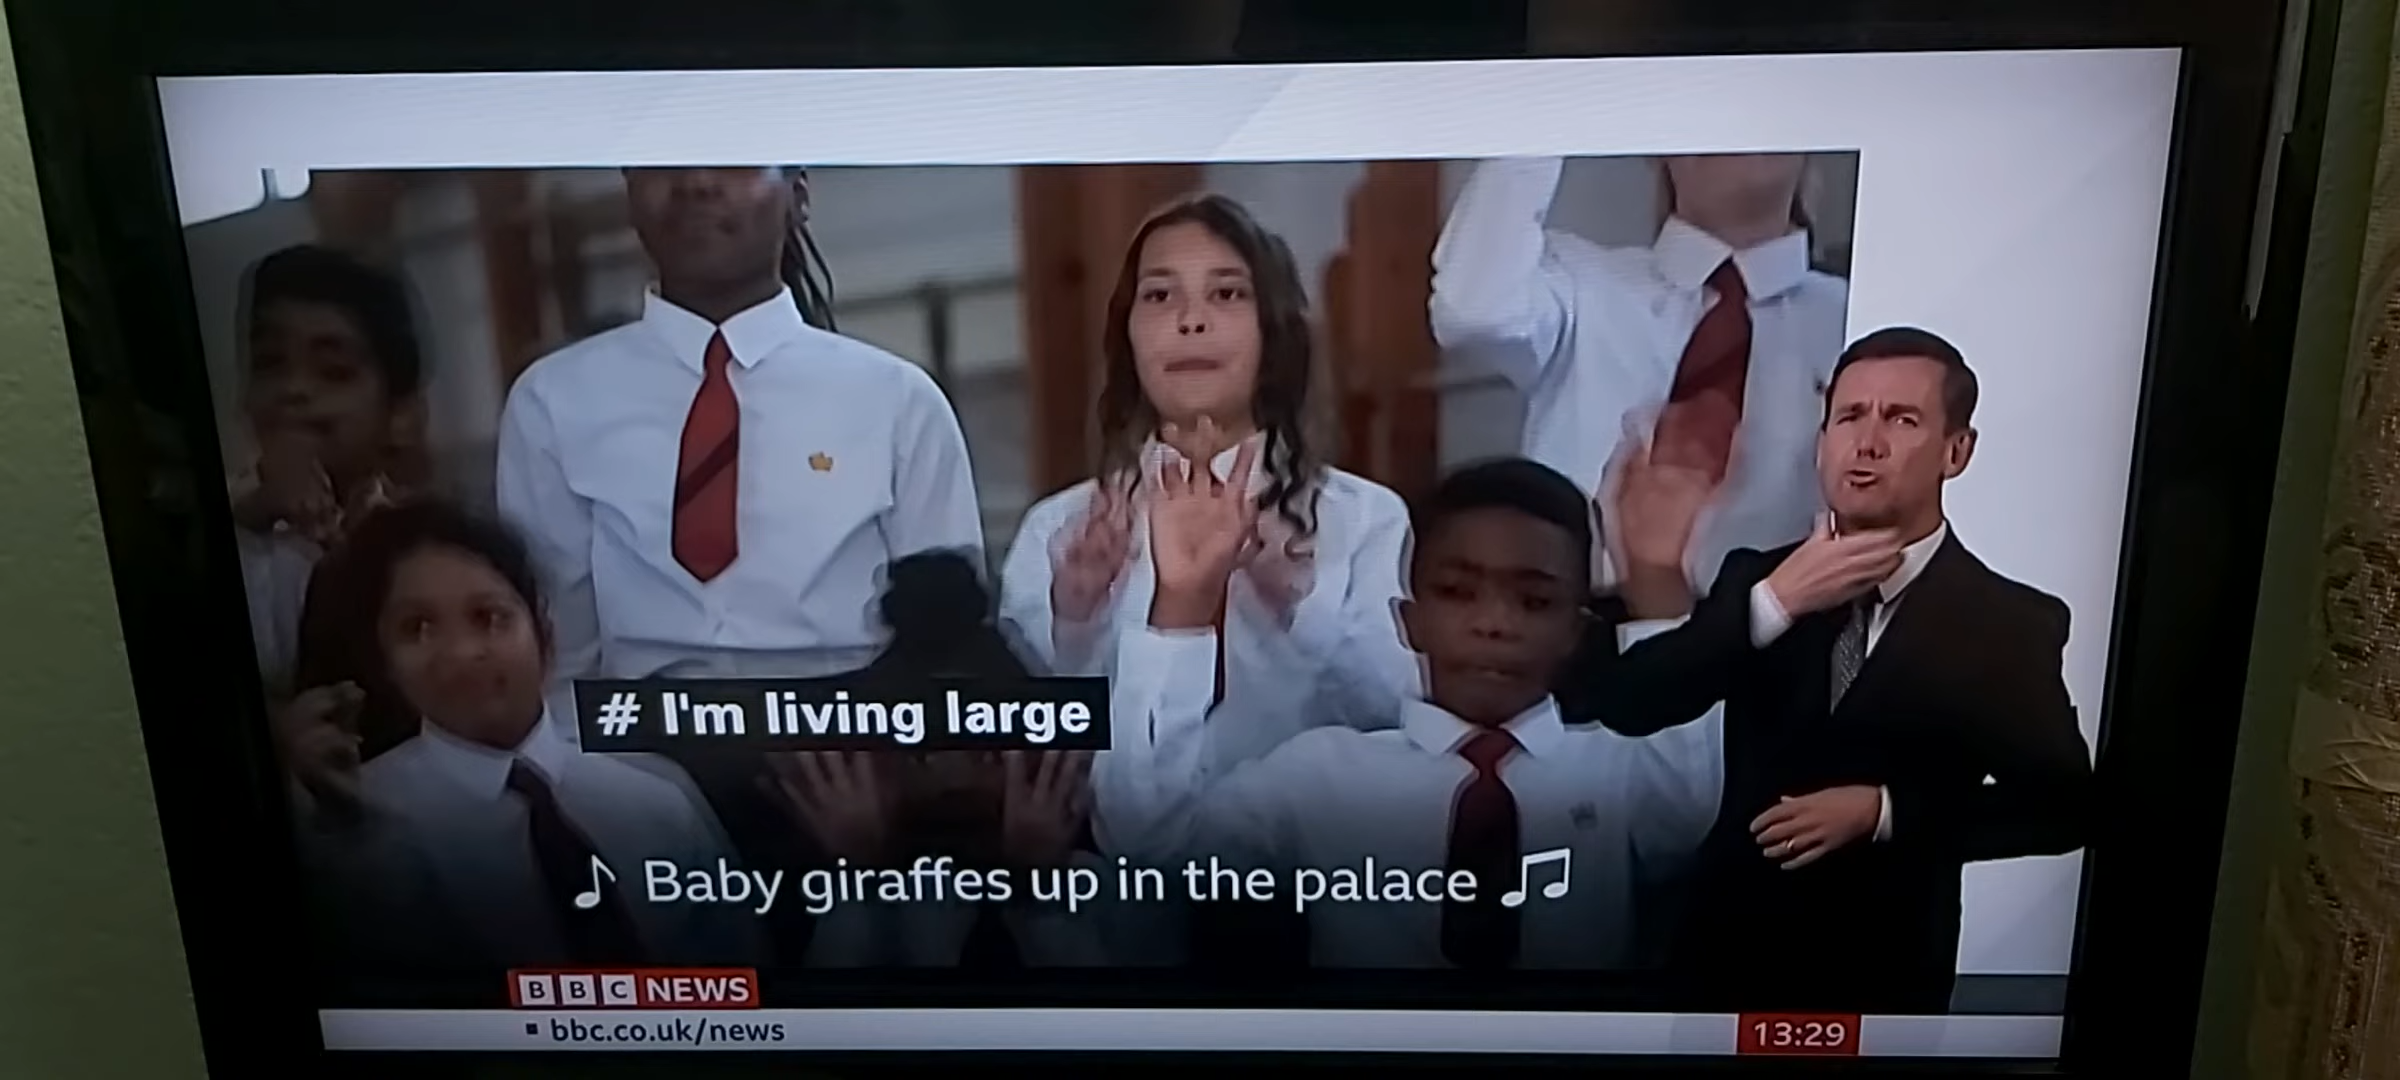 # I'm living large
♪ Baby giraffes up in the palace ♫
BBC NEWS
▪ bbc.co.uk/news
13:29